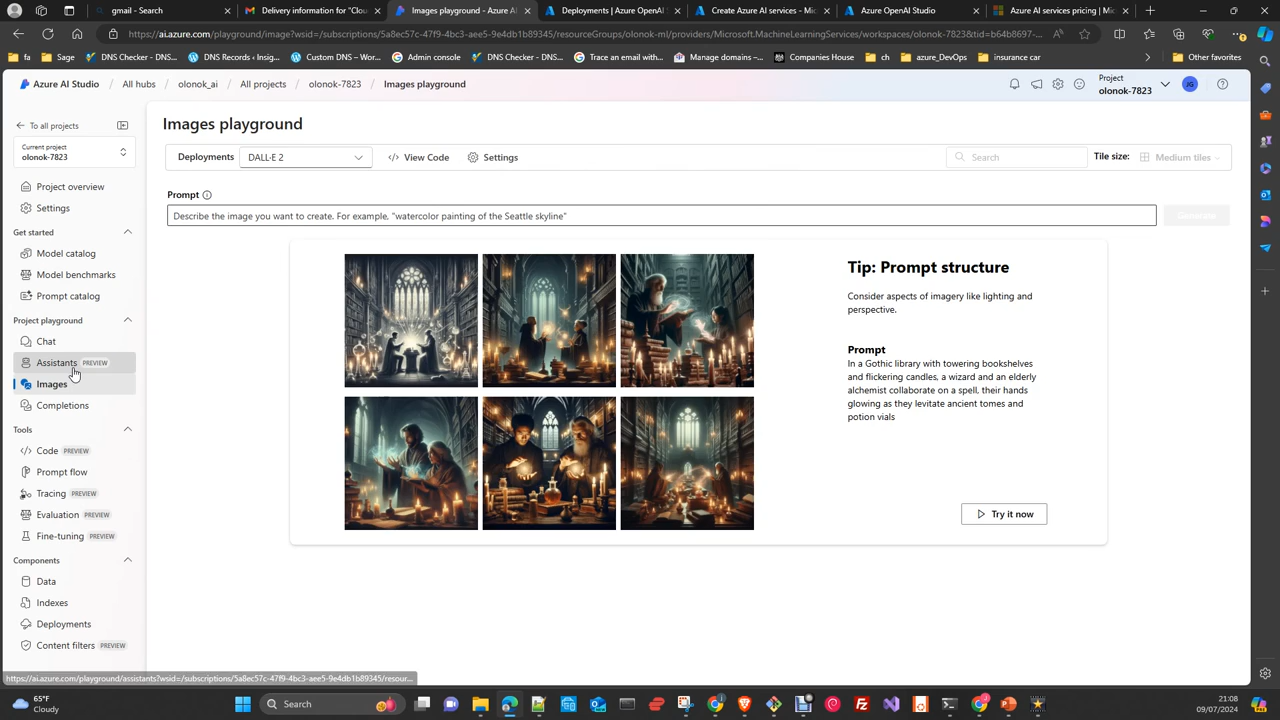 gmail - Search
Delivery information for "Clou
Images playground - Azure AI
Deployments | Azure OpenAI S
Create Azure AI services - Mic
Azure OpenAI Studio
Azure AI services pricing | Mic
https://ai.azure.com/playground/image?wsid=/subscriptions/5a8ec57c-47f9-4bc3-aee5-9e4db1b89345/resourceGroups/olonok-ml/providers/Microsoft.MachineLearningServices/workspaces/olonok-7823&tid=b64b8697-...
fa
Sage
DNS Checker - DNS...
DNS Records ‹ Insig...
Custom DNS – Wor...
Admin console
DNS Checker - DNS...
Trace an email with...
Manage domains –...
Companies House
ch
azure_DevOps
insurance car
Other favorites
Azure AI Studio / All hubs / olonok_ai / All projects / olonok-7823 / Images playground
Project
olonok-7823
JG
To all projects
Current project
olonok-7823
Project overview
Settings
Get started
Model catalog
Model benchmarks
Prompt catalog
Project playground
Chat
Assistants PREVIEW
Images
Completions
Tools
Code PREVIEW
Prompt flow
Tracing PREVIEW
Evaluation PREVIEW
Fine-tuning PREVIEW
Components
Data
Indexes
Deployments
Content filters PREVIEW
Images playground
Deployments DALL·E 2 View Code Settings Search Tile size: Medium tiles
Prompt
Describe the image you want to create. For example, "watercolor painting of the Seattle skyline"
Generate
Tip: Prompt structure
Consider aspects of imagery like lighting and
perspective.
Prompt
In a Gothic library with towering bookshelves
and flickering candles, a wizard and an elderly
alchemist collaborate on a spell, their hands
glowing as they levitate ancient tomes and
potion vials
Try it now
https://ai.azure.com/playground/assistants?wsid=/subscriptions/5a8ec57c-47f9-4bc3-aee5-9e4db1b89345/resour...
65°F
Cloudy
Search
21:08
09/07/2024